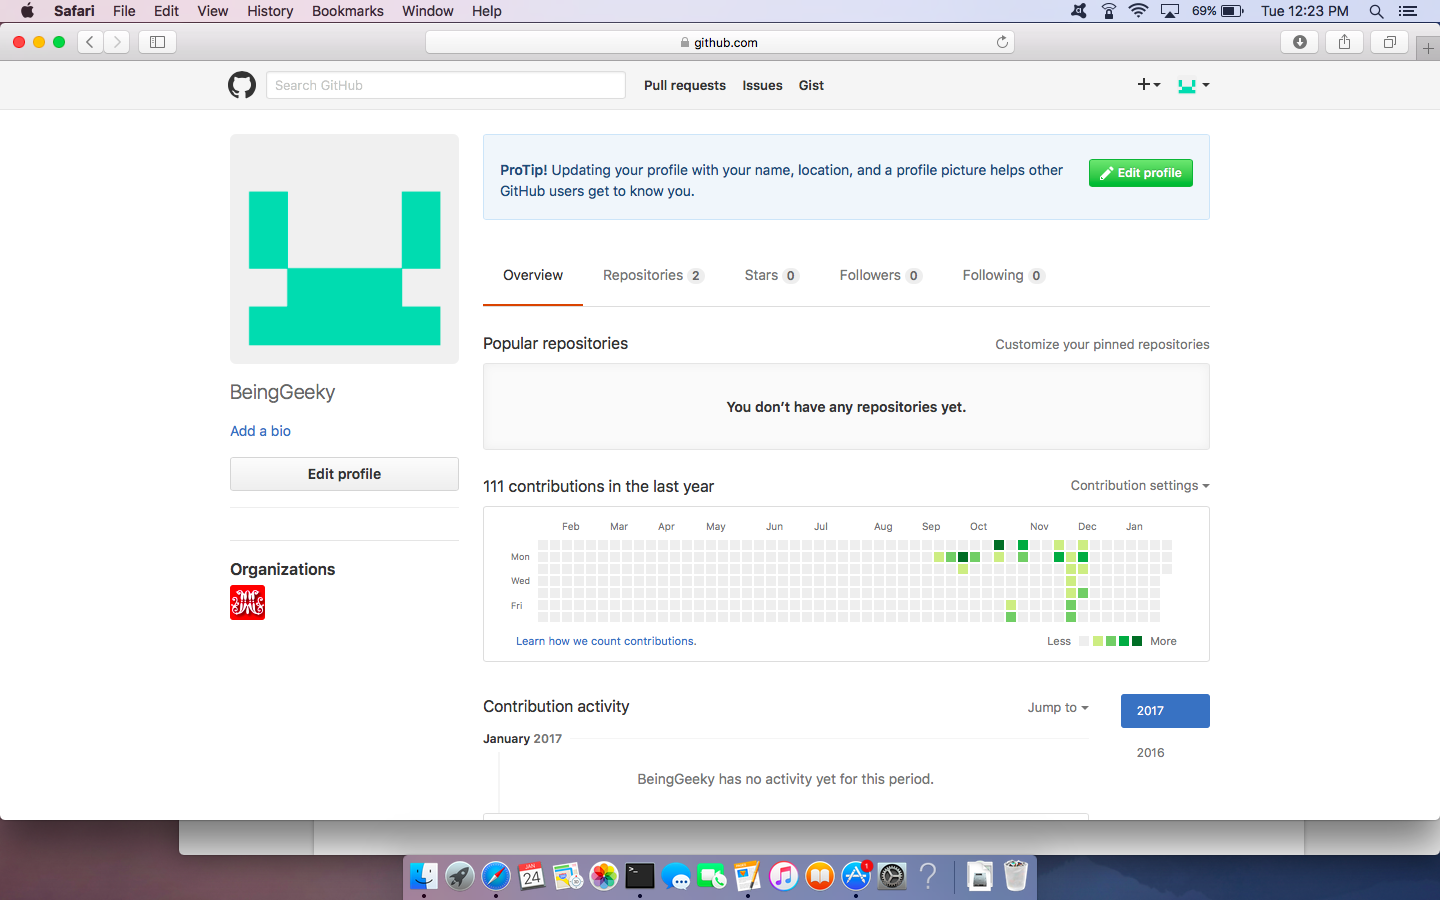 Safari File Edit View History Bookmarks Window Help 69% Tue 12:23 PM
github.com
Search GitHub Pull requests Issues Gist
ProTip! Updating your profile with your name, location, and a profile picture helps other
GitHub users get to know you.
Edit profile
Overview Repositories 2 Stars 0 Followers 0 Following 0
Popular repositories Customize your pinned repositories
You don’t have any repositories yet.
BeingGeeky
Add a bio
Edit profile
Organizations
111 contributions in the last year Contribution settings
Feb Mar Apr May Jun Jul Aug Sep Oct Nov Dec Jan
Mon
Wed
Fri
Learn how we count contributions. Less More
Contribution activity Jump to 2017
January 2017
2016
BeingGeeky has no activity yet for this period.
JAN
24
1